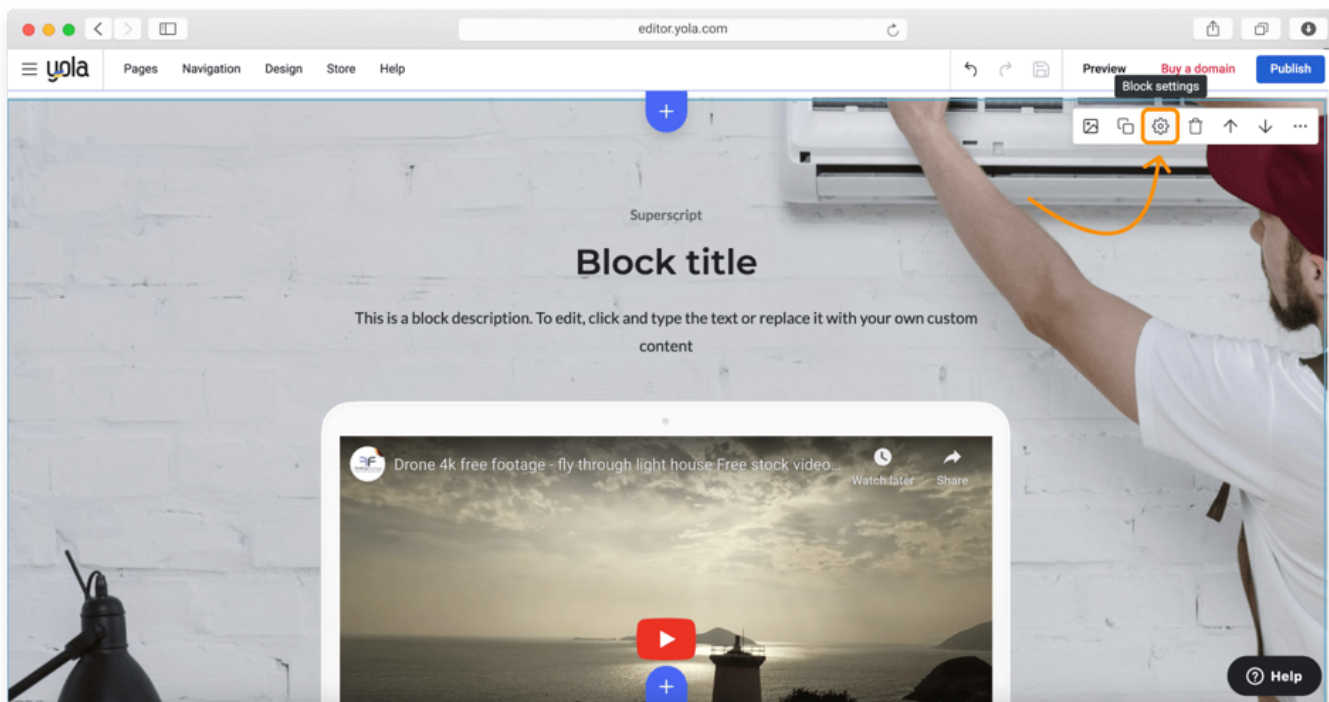 editor.yola.com
yola
Pages Navigation Design Store Help
Preview Buy a domain Publish
Block settings
Superscript
Block title
This is a block description. To edit, click and type the text or replace it with your own custom
content
Drone 4k free footage - fly through light house Free stock video...
Watch later Share
Help